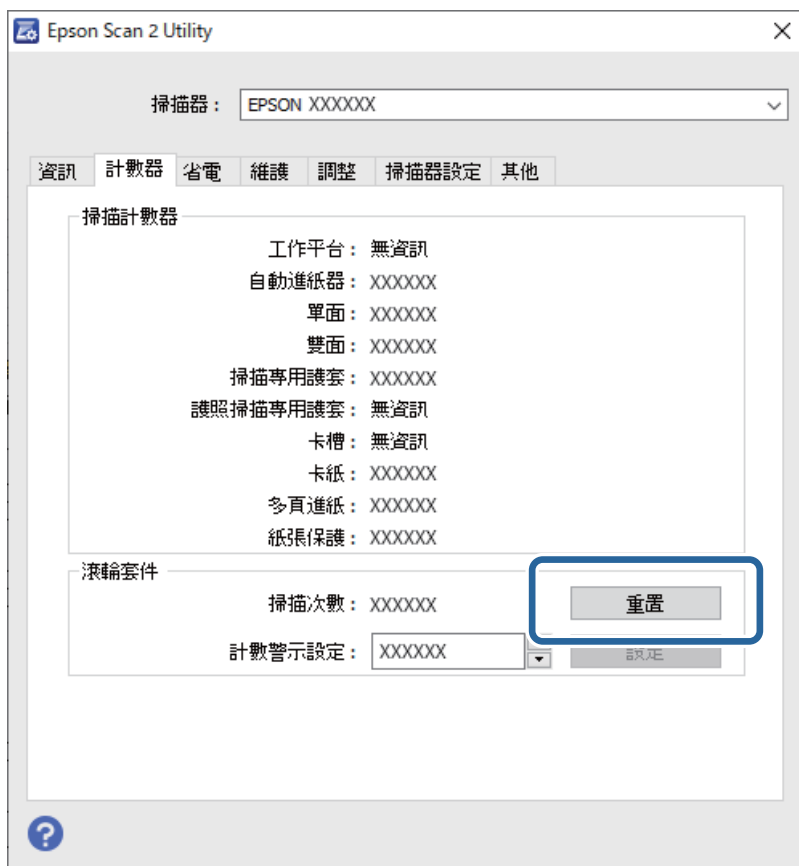 Epson Scan 2 Utility
掃描器： EPSON XXXXXX
資訊 計數器 省電 維護 調整 掃描器設定 其他
掃描計數器
工作平台： 無資訊
自動進紙器： XXXXXX
單面： XXXXXX
雙面： XXXXXX
掃描專用護套： XXXXXX
護照掃描專用護套： 無資訊
卡槽： 無資訊
卡紙： XXXXXX
多頁進紙： XXXXXX
紙張保護： XXXXXX
滾輪套件
掃描次數： XXXXXX 重置
計數警示設定： XXXXXX 設定